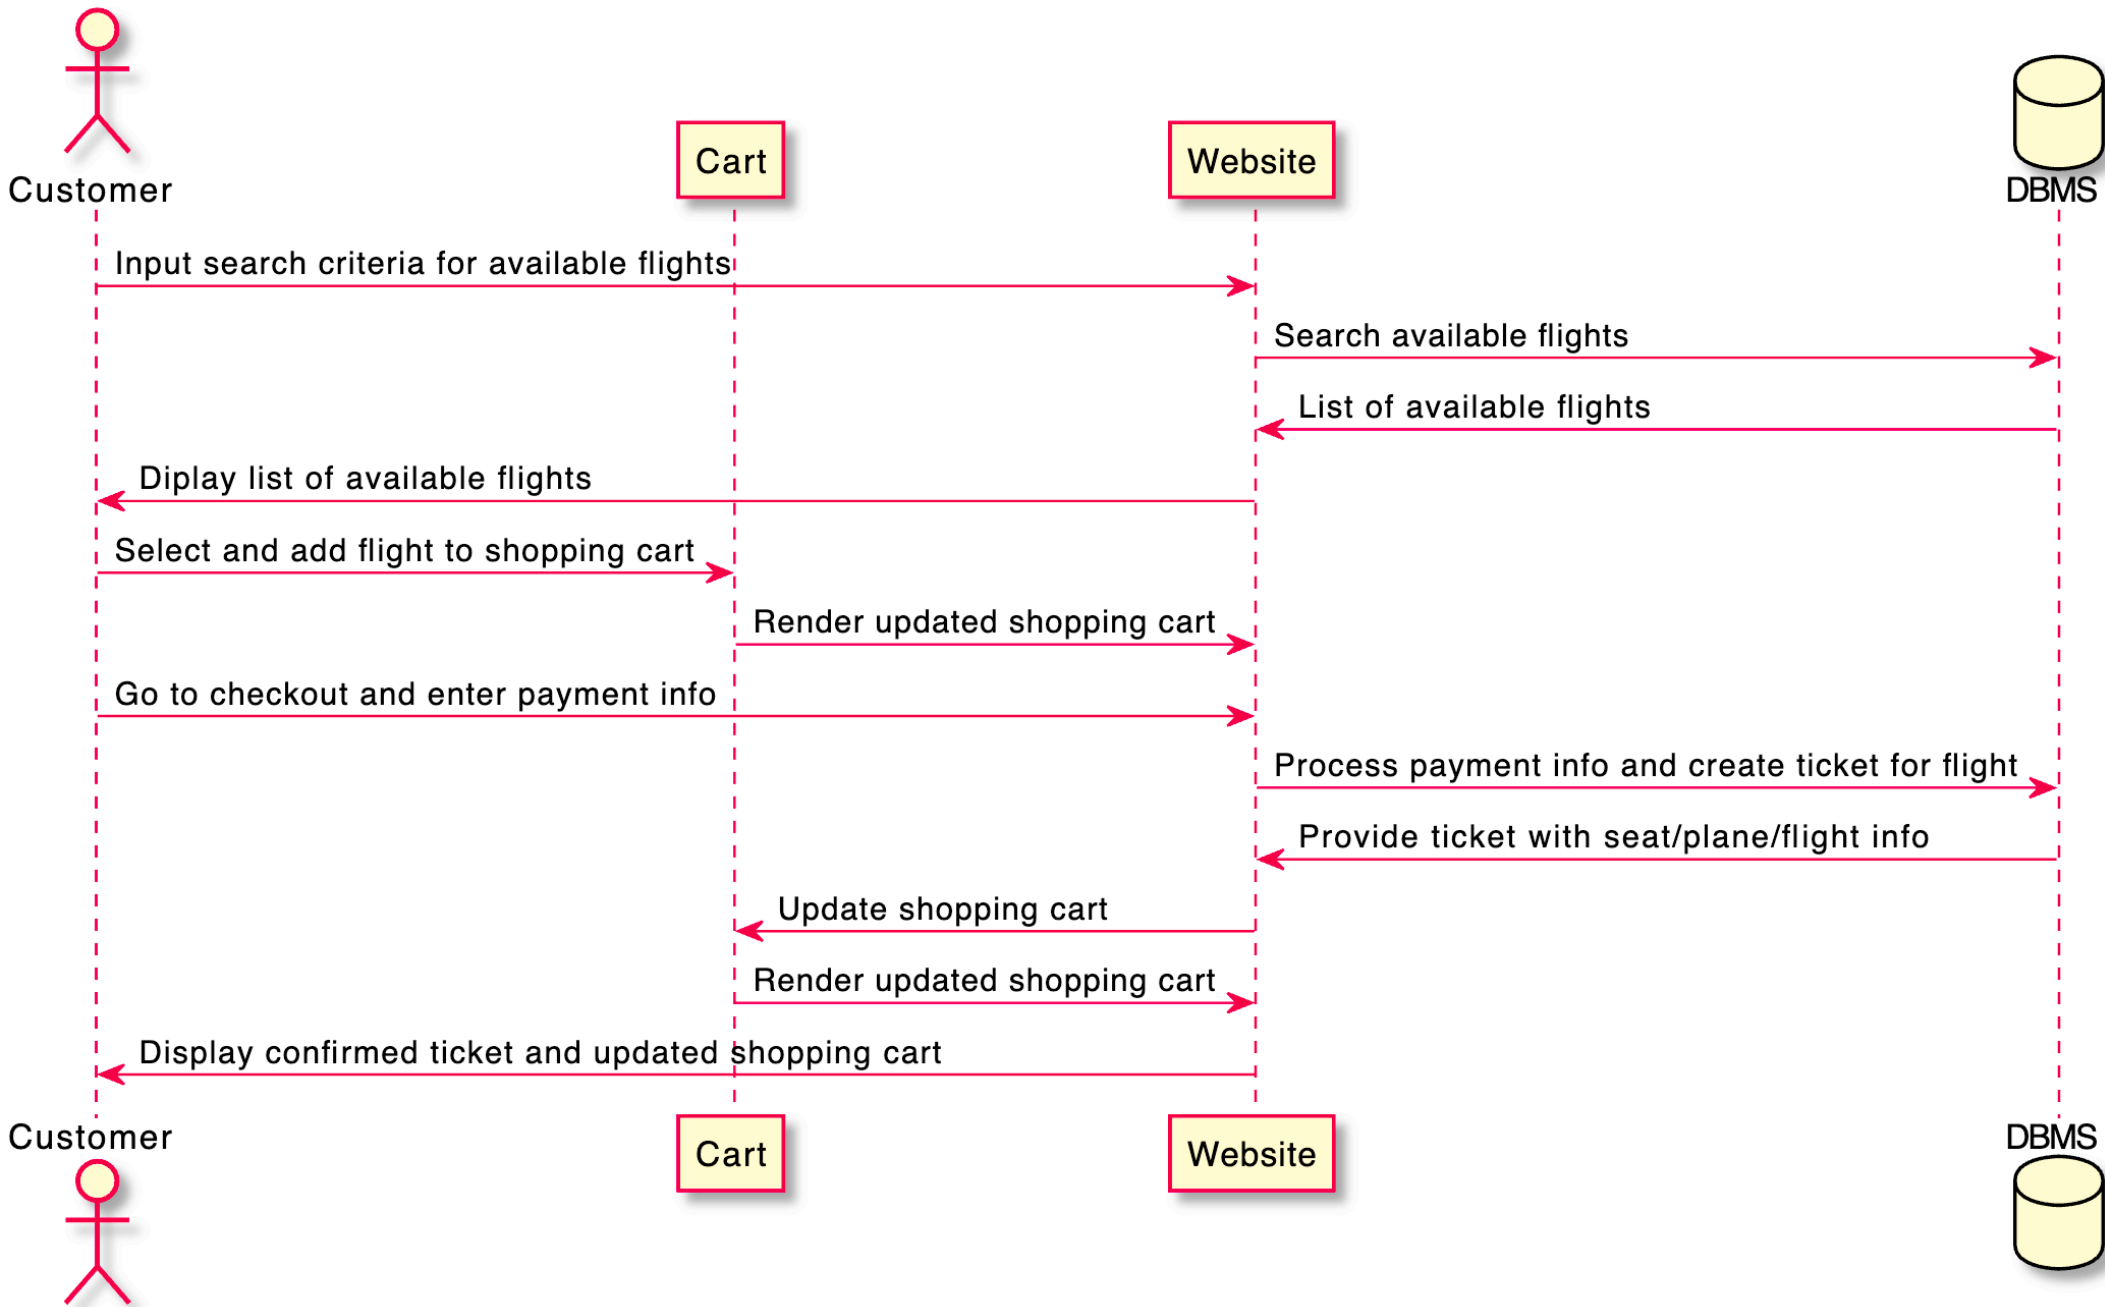 Customer
Cart
Website
DBMS
Input search criteria for available flights
Search available flights
List of available flights
Diplay list of available flights
Select and add flight to shopping cart
Render updated shopping cart
Go to checkout and enter payment info
Process payment info and create ticket for flight
Provide ticket with seat/plane/flight info
Update shopping cart
Render updated shopping cart
Display confirmed ticket and updated shopping cart
Customer
Cart
Website
DBMS